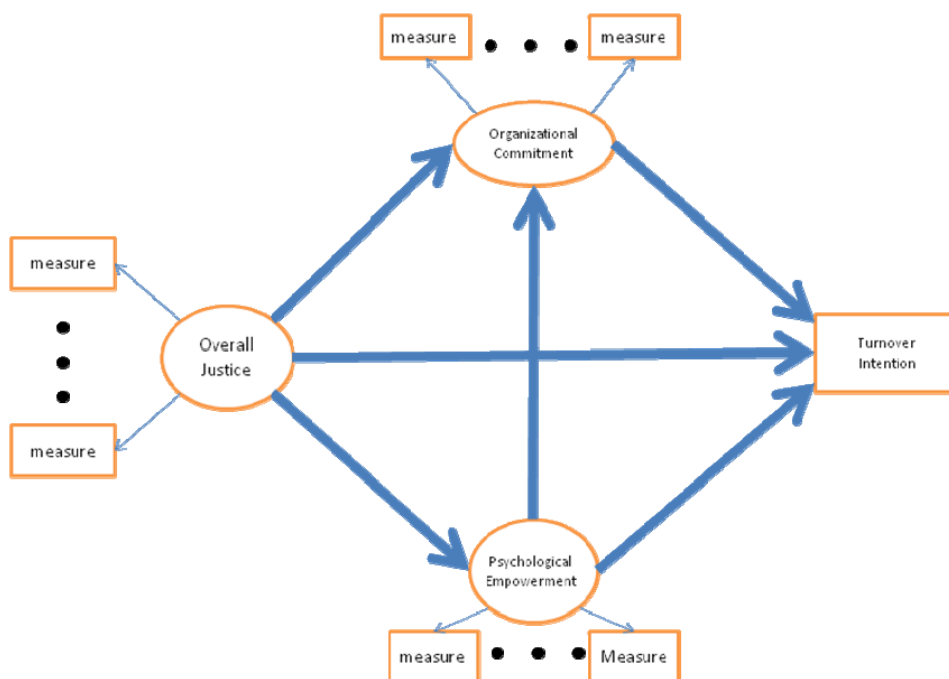 measure
measure
Organizational
Commitment
measure
Overall
Justice
Turnover
Intention
measure
Psychological
Empowerment
measure
Measure